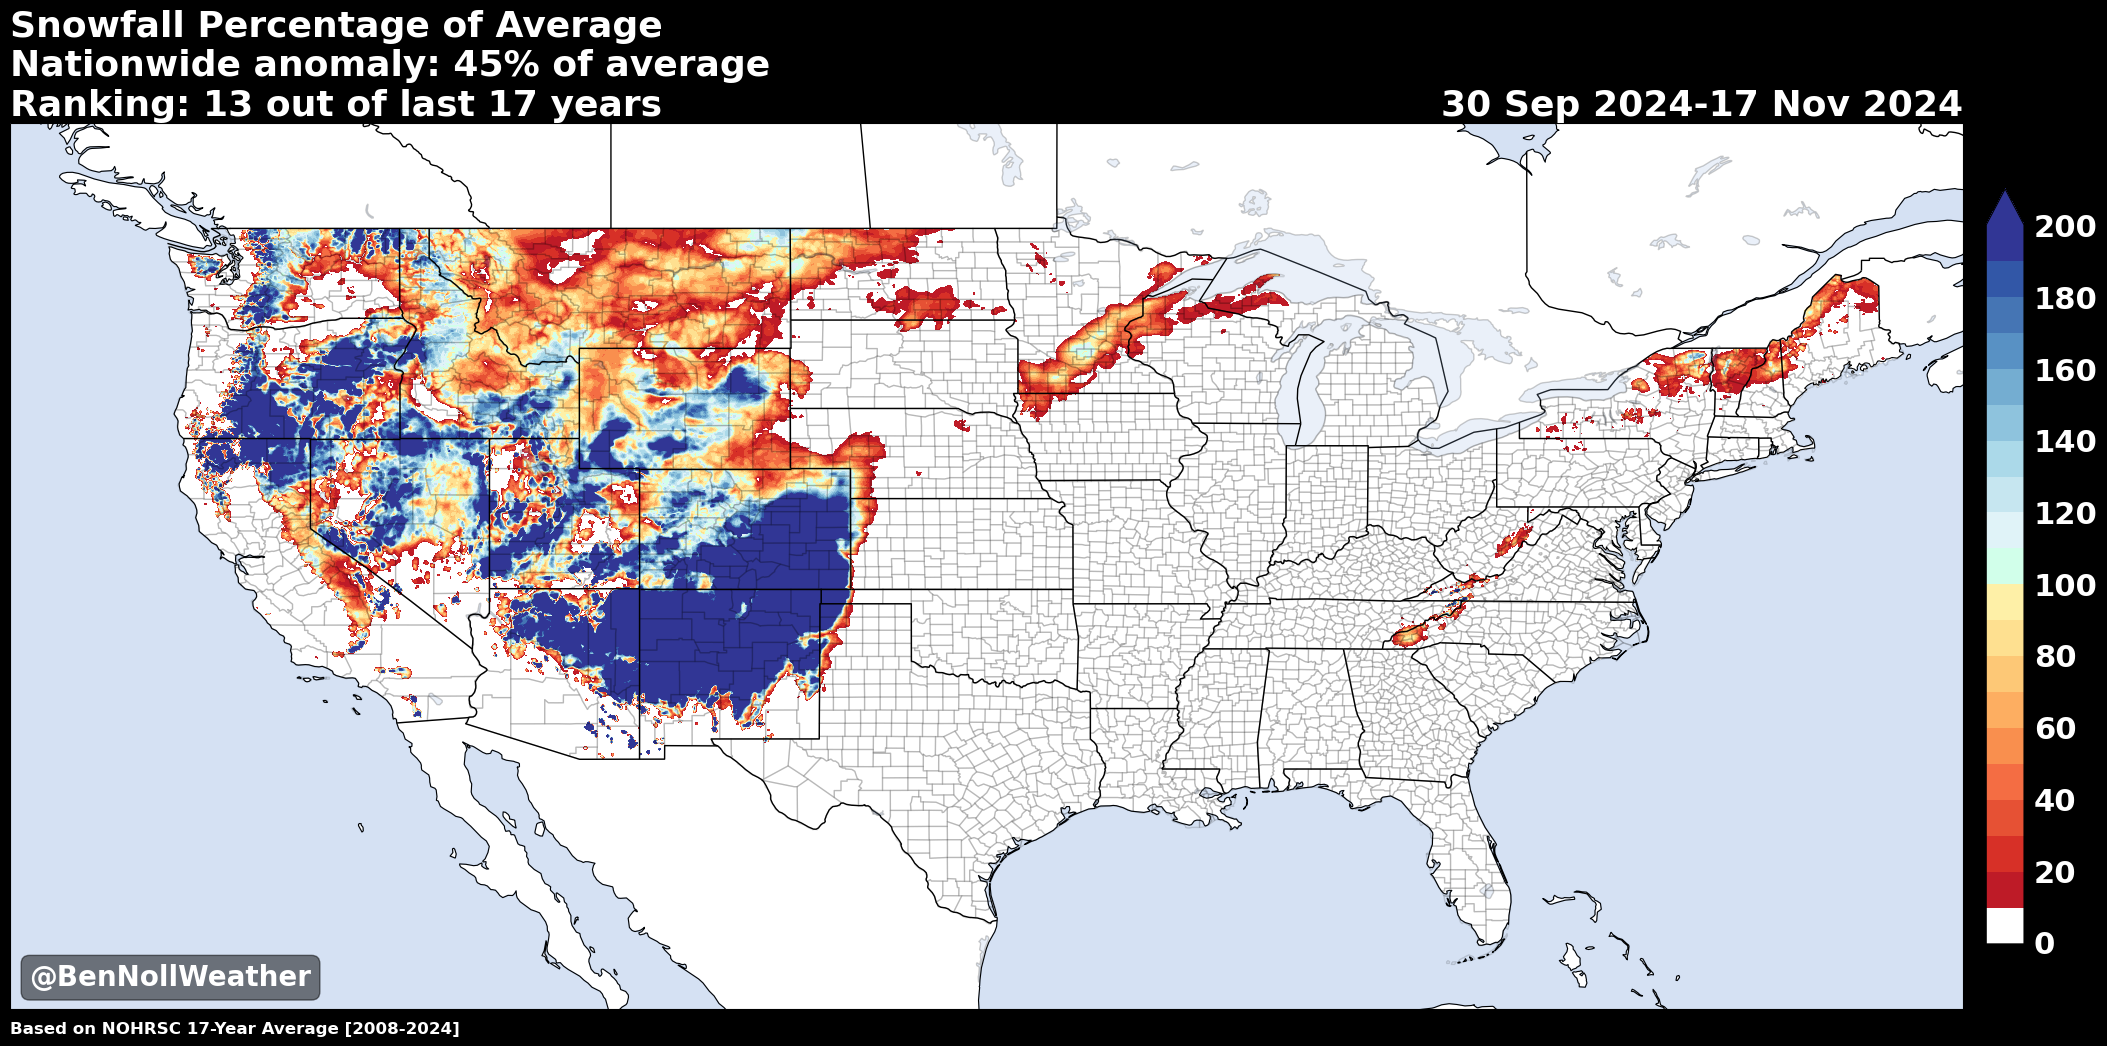 Snowfall Percentage of Average
Nationwide anomaly: 45% of average
Ranking: 13 out of last 17 years
30 Sep 2024-17 Nov 2024
200
180
160
140
120
100
80
60
40
20
0
@BenNollWeather
Based on NOHRSC 17-Year Average [2008-2024]